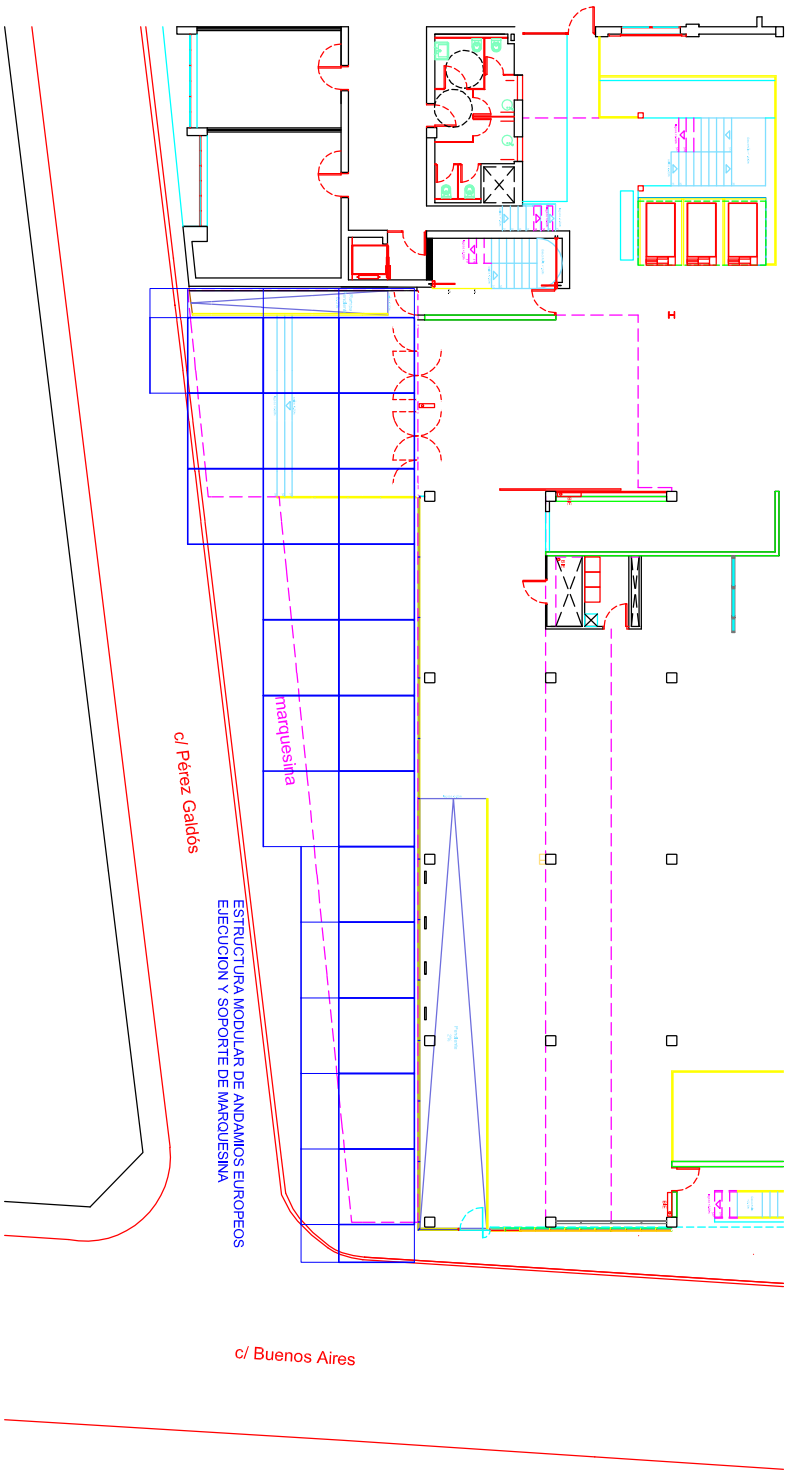 marquesina
c/ Pérez Galdós
ESTRUCTURA MODULAR DE ANDAMIOS EUROPEOS
EJECUCION Y SOPORTE DE MARQUESINA
c/ Buenos Aires